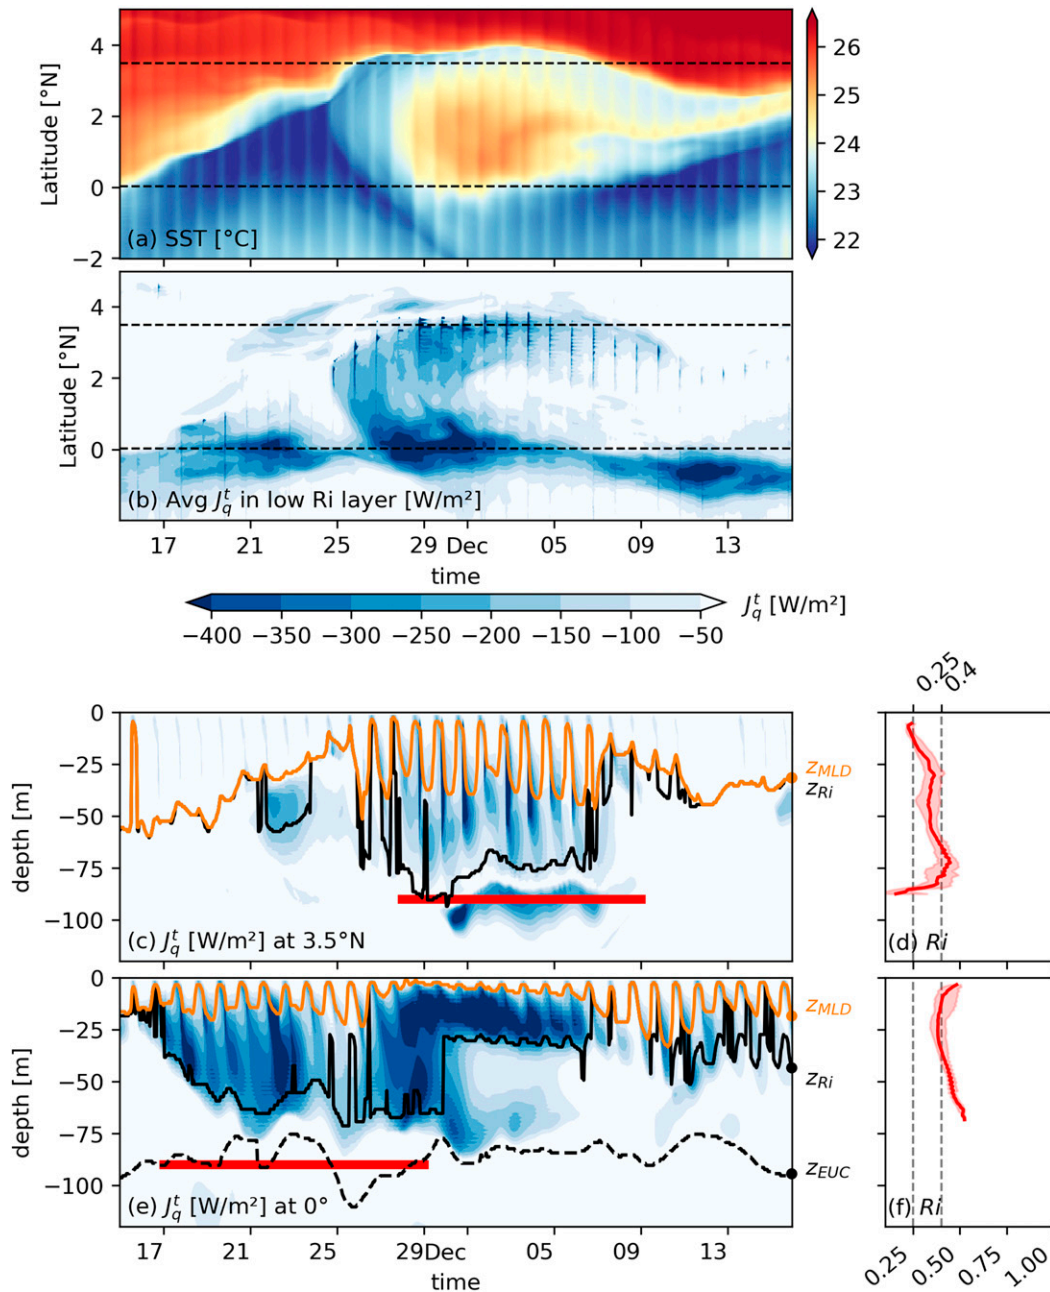 4
2
0
−2
Latitude [°N]
(a) SST [°C]
26
25
24
23
22
4
2
0
Latitude [°N]
(b) Avg J_q^t in low Ri layer [W/m²]
17 21 25 29 Dec 05 09 13
time
−400 −350 −300 −250 −200 −150 −100 −50
J_q^t [W/m²]
0
−25
−50
−75
−100
depth [m]
(c) J_q^t [W/m²] at 3.5°N
z_MLD
z_Ri
0.25
0.4
(d) Ri
0
−25
−50
−75
−100
depth [m]
(e) J_q^t [W/m²] at 0°
z_MLD
z_Ri
z_EUC
(f) Ri
17 21 25 29 Dec 05 09 13
time
0.25 0.50 0.75 1.00